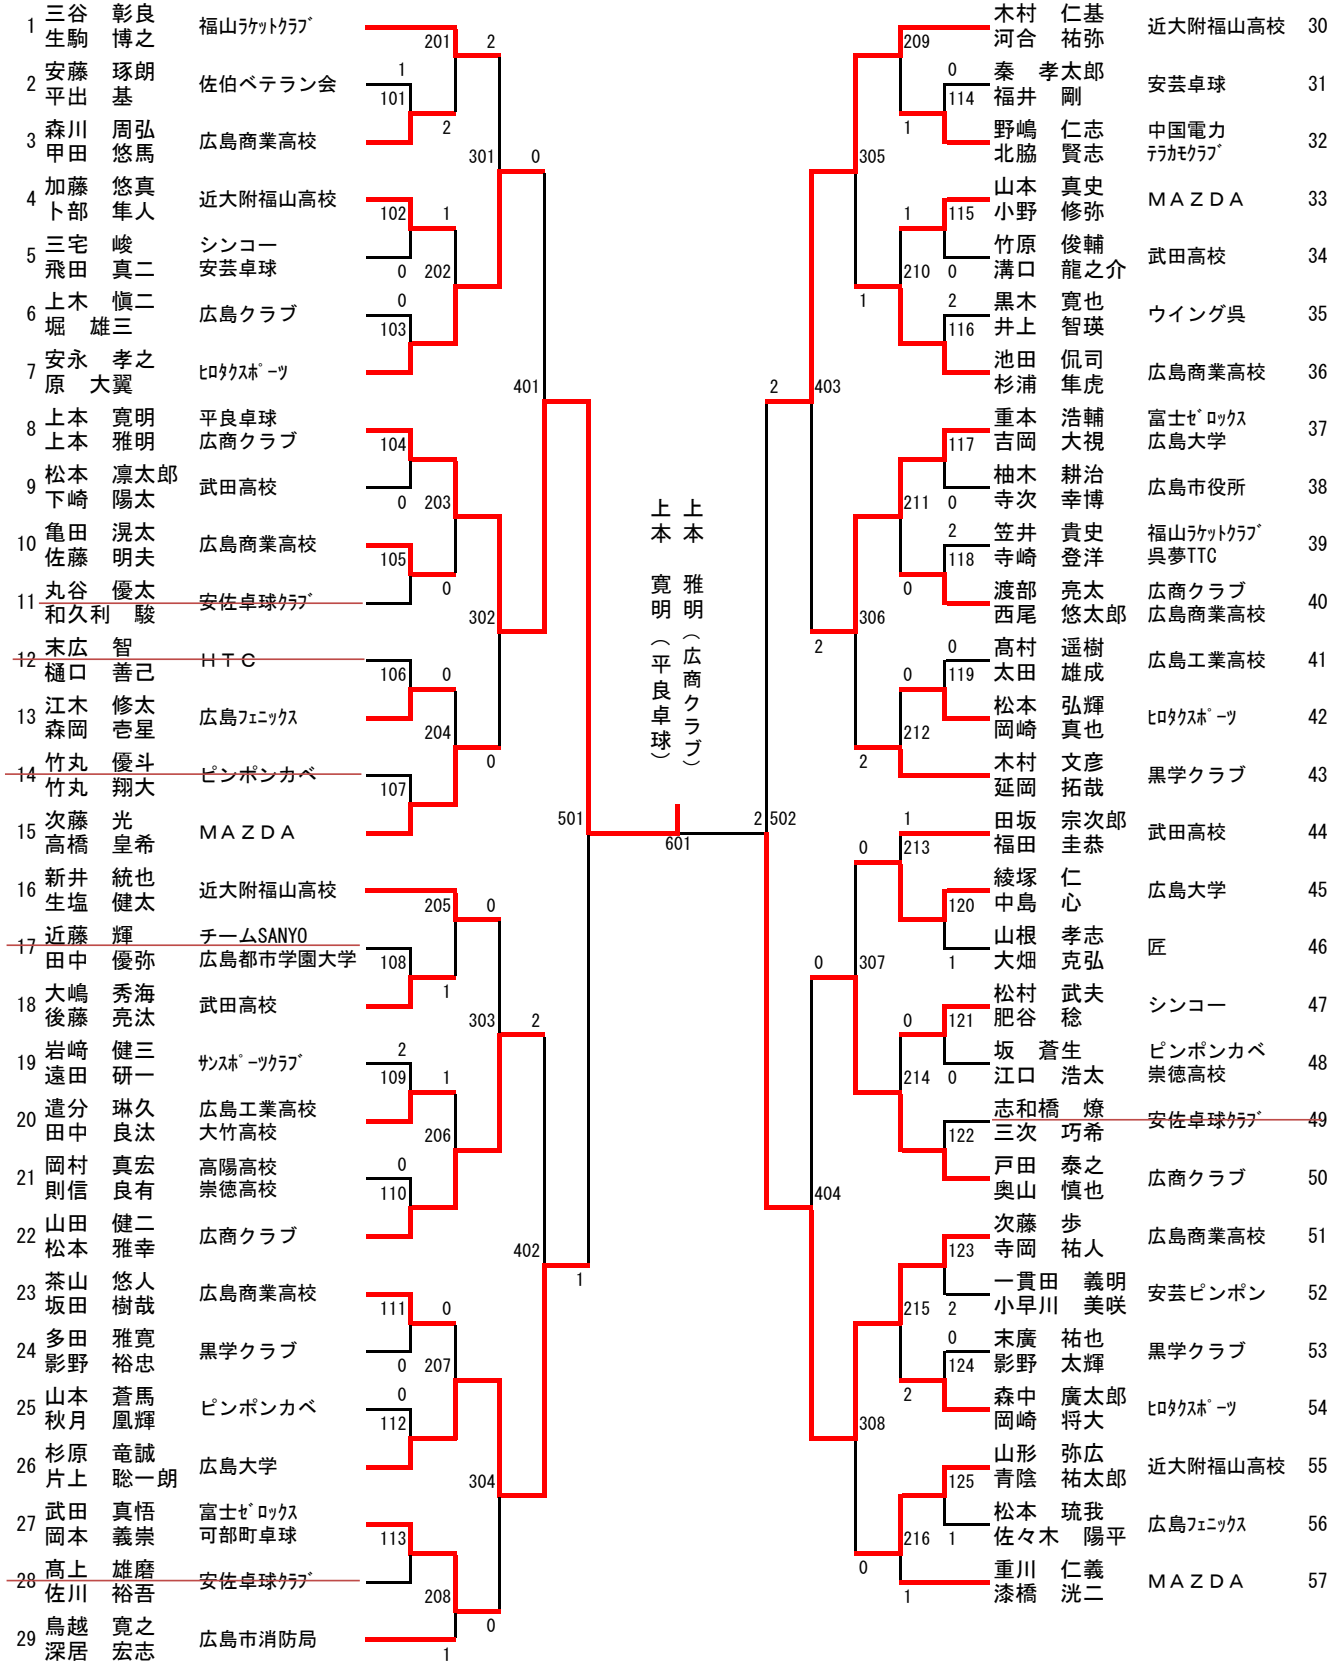 1 三谷 彰良 福山ﾗｹｯﾄｸﾗﾌﾞ
生駒 博之
201 2
2 安藤 琢朗 佐伯ベテラン会 1
平出 基
101
3 森川 周弘 広島商業高校 2
甲田 悠馬
301 0
4 加藤 悠真 近大附福山高校
卜部 隼人
102 1
5 三宅 峻 シンコー
飛田 真二 安芸卓球 0 202
6 上木 愼二 広島クラブ 0
堀 雄三
103
7 安永 孝之 ﾋﾛﾀｸｽﾎﾟｰﾂ
原 大翼
401
8 上本 寛明 平良卓球
上本 雅明 広商クラブ 104
9 松本 凛太郎 武田高校
下崎 陽太 0 203
10 亀田 滉太 広島商業高校
佐藤 明夫 105
11 丸谷 優太 安佐卓球ｸﾗﾌﾞ 0
和久利 駿
302
12 末広 智 HTC
樋口 善己 106 0
13 江木 修太 広島ﾌｪﾆｯｸｽ
森岡 壱星
204 0
14 竹丸 優斗 ピンポンカベ
竹丸 翔大 107
15 次藤 光 MAZDA
高橋 皇希
501
16 新井 統也 近大附福山高校
生塩 健太
205 0
17 近藤 輝 チームSANYO
田中 優弥 広島都市学園大学 108
18 大嶋 秀海 武田高校 1
後藤 亮汰
303 2
19 岩﨑 健三 ｻﾝｽﾎﾟｰﾂｸﾗﾌﾞ 2
遠田 研一 109 1
20 遣分 琳久 広島工業高校
田中 良汰 大竹高校 206
21 岡村 真宏 高陽高校 0
則信 良有 崇徳高校 110
22 山田 健二 広商クラブ
松本 雅幸
402 1
23 茶山 悠人 広島商業高校
坂田 樹哉 111 0
24 多田 雅寛 黒学クラブ
影野 裕忠 0 207
25 山本 蒼馬 ピンポンカベ 0
秋月 凰輝 112
26 杉原 竜誠 広島大学
片上 聡一朗
304
27 武田 真悟 富士ｾﾞﾛｯｸｽ
岡本 義崇 可部町卓球 113
28 髙上 雄磨 安佐卓球ｸﾗﾌﾞ
佐川 裕吾
208 0
29 鳥越 寛之 広島市消防局
深居 宏志 1
上本 雅明（広商クラブ）
上本 寛明（平良卓球）
601
木村 仁基 近大附福山高校 30
河合 祐弥
209
0 秦 孝太郎 安芸卓球 31
114 福井 剛
1 野嶋 仁志 中国電力 32
北脇 賢志 ﾃﾗｶﾓｸﾗﾌﾞ
305
山本 真史 MAZDA 33
1 115 小野 修弥
竹原 俊輔 武田高校 34
210 0 溝口 龍之介
1 2 黒木 寛也 ウイング呉 35
116 井上 智瑛
池田 侃司 広島商業高校 36
杉浦 隼虎
2 403
重本 浩輔 富士ｾﾞﾛｯｸｽ 37
117 吉岡 大視 広島大学
柚木 耕治 広島市役所 38
211 0 寺次 幸博
2 笠井 貴史 福山ﾗｹｯﾄｸﾗﾌﾞ 39
118 寺崎 登洋 呉夢TTC
0 渡部 亮太 広商クラブ 40
西尾 悠太郎 広島商業高校
306
2 0 髙村 遥樹 広島工業高校 41
0 119 太田 雄成
松本 弘輝 ﾋﾛﾀｸｽﾎﾟｰﾂ 42
212 岡崎 真也
2 木村 文彦 黒学クラブ 43
延岡 拓哉
2 502
1 田坂 宗次郎 武田高校 44
0 213 福田 圭恭
綾塚 仁 広島大学 45
120 中島 心
山根 孝志 匠 46
1 大畑 克弘
0 307
松村 武夫 シンコー 47
0 121 肥谷 稔
坂 蒼生 ピンポンカベ 48
214 0 江口 浩太 崇徳高校
志和橋 燎 安佐卓球ｸﾗﾌﾞ 49
122 三次 巧希
戸田 泰之 広商クラブ 50
奥山 慎也
404
次藤 歩 広島商業高校 51
123 寺岡 祐人
一貫田 義明 安芸ピンポン 52
215 2 小早川 美咲
0 末廣 祐也 黒学クラブ 53
124 影野 太輝
2 森中 廣太郎 ﾋﾛﾀｸｽﾎﾟｰﾂ 54
岡崎 将大
308
山形 弥広 近大附福山高校 55
125 青陰 祐太郎
松本 琉我 広島ﾌｪﾆｯｸｽ 56
216 1 佐々木 陽平
0 重川 仁義 MAZDA 57
1 漆橋 洸二